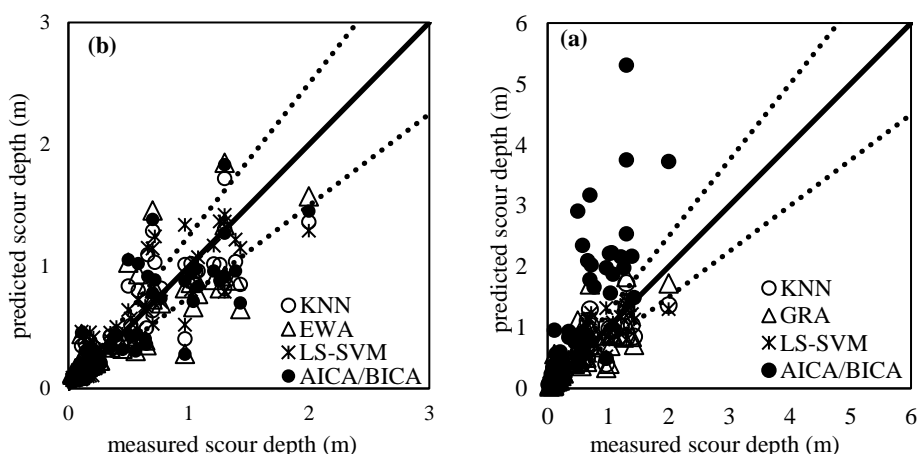 (b)
predicted scour depth (m)
3
2
1
0
0 1 2 3
measured scour depth (m)
KNN
EWA
LS-SVM
AICA/BICA
(a)
predicted scour depth (m)
6
5
4
3
2
1
0
0 1 2 3 4 5 6
measured scour depth (m)
KNN
GRA
LS-SVM
AICA/BICA